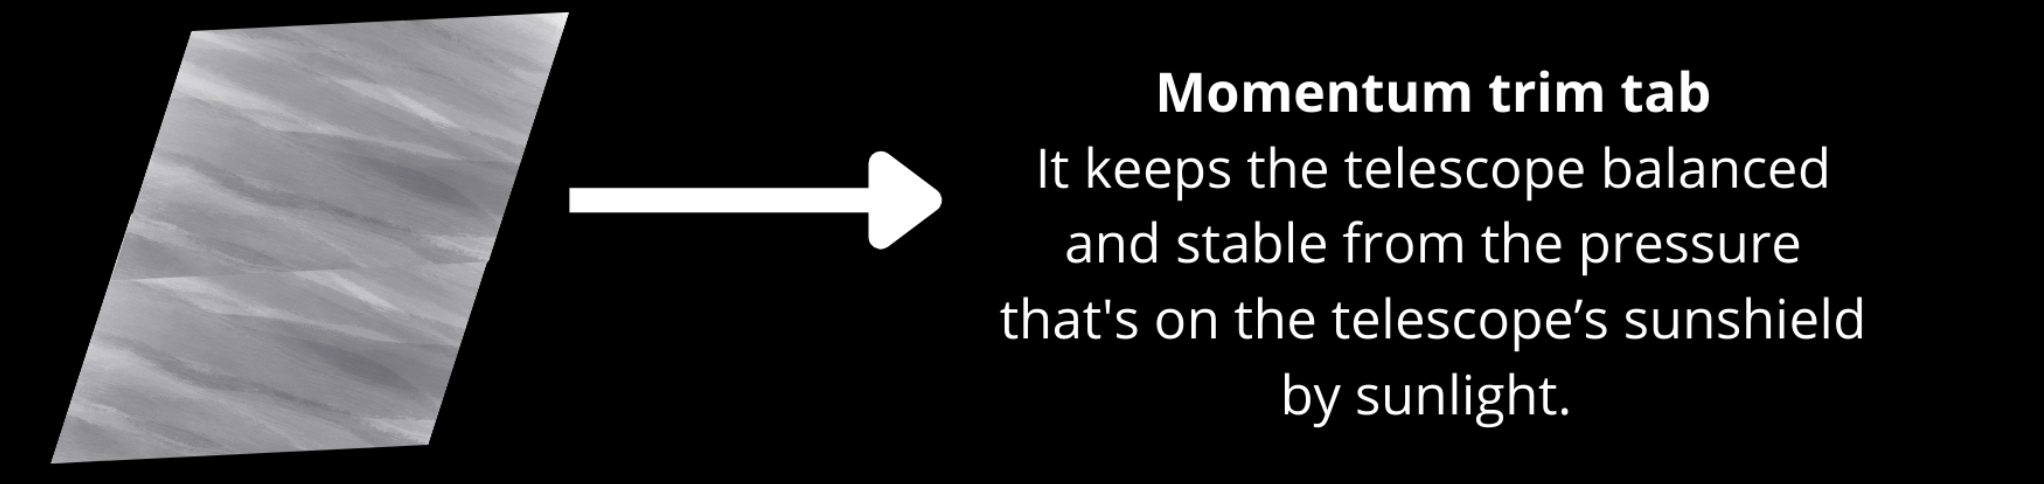 Momentum trim tab
It keeps the telescope balanced
and stable from the pressure
that's on the telescope’s sunshield
by sunlight.